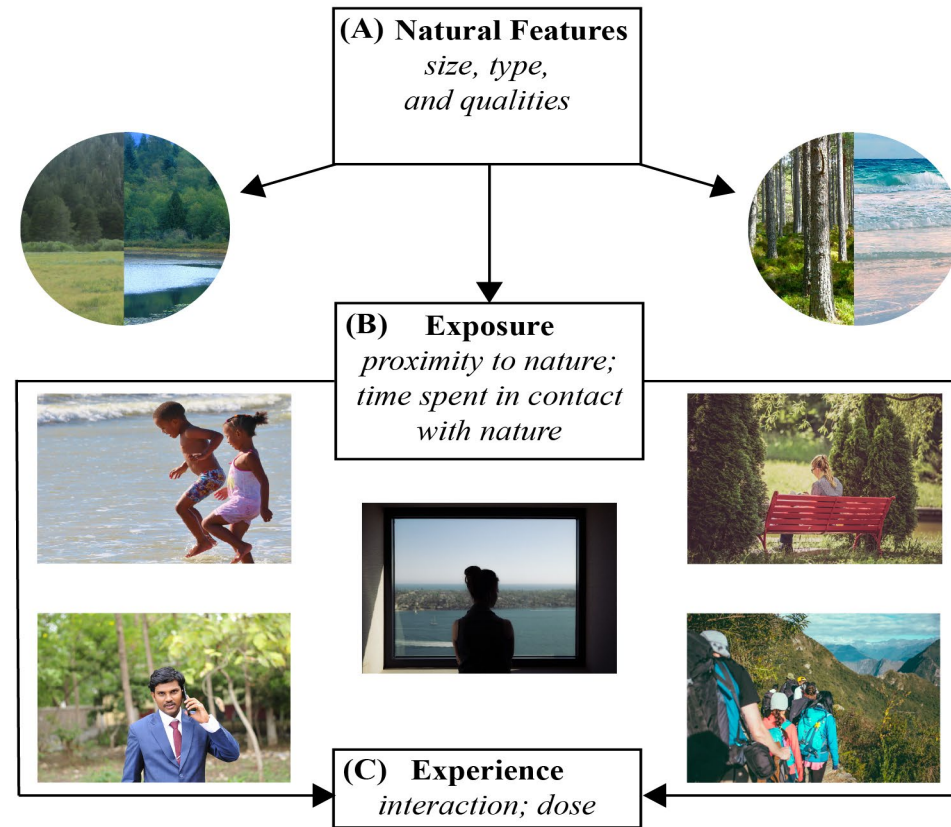 (A) Natural Features
size, type,
and qualities
(B) Exposure
proximity to nature;
time spent in contact
with nature
(C) Experience
interaction; dose